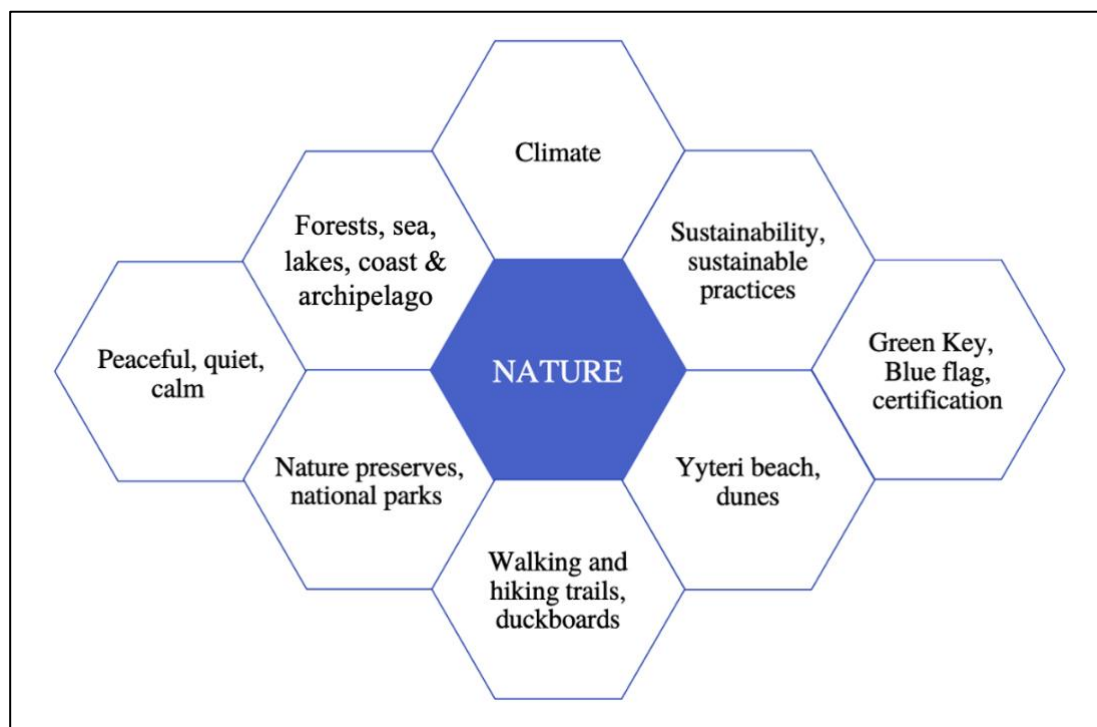 Climate
Forests, sea,
lakes, coast &
archipelago
Sustainability,
sustainable
practices
Peaceful, quiet,
calm
NATURE
Green Key,
Blue flag,
certification
Nature preserves,
national parks
Yyteri beach,
dunes
Walking and
hiking trails,
duckboards